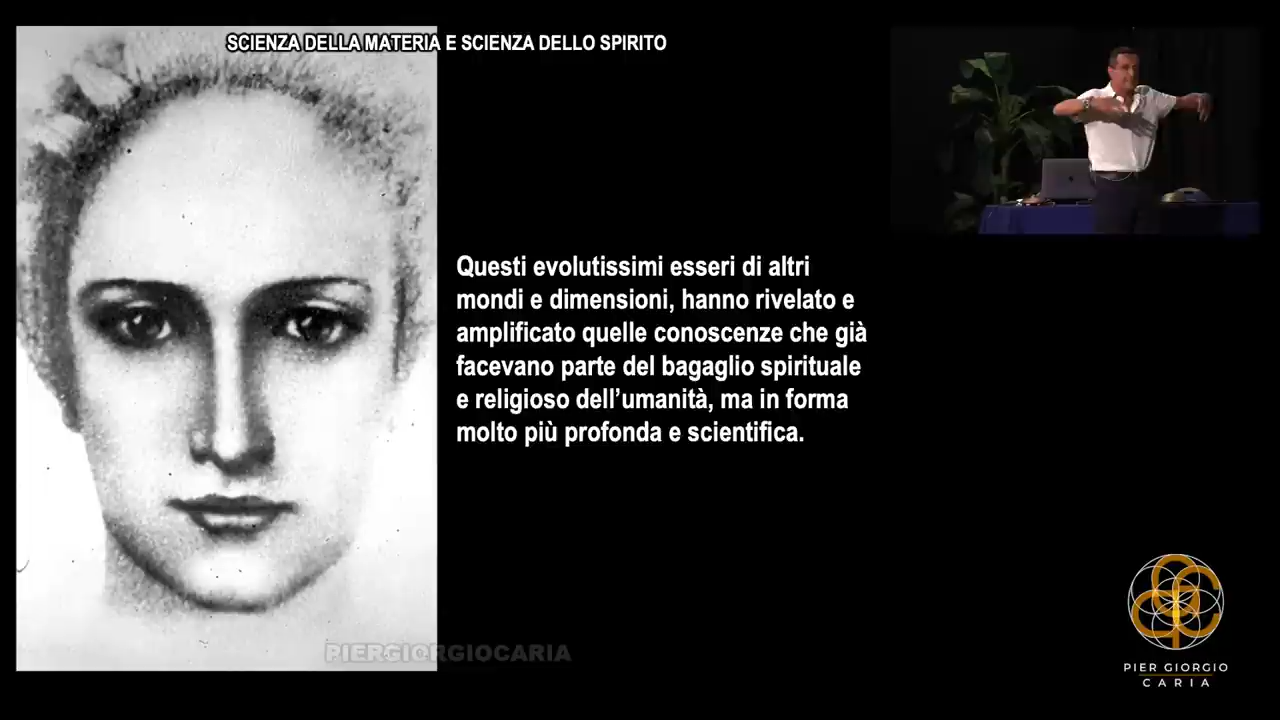 SCIENZA DELLA MATERIA E SCIENZA DELLO SPIRITO
Questi evolutissimi esseri di altri
mondi e dimensioni, hanno rivelato e
amplificato quelle conoscenze che già
facevano parte del bagaglio spirituale
e religioso dell’umanità, ma in forma
molto più profonda e scientifica.
PIERGIORGIOCARIA
PIER GIORGIO
CARIA